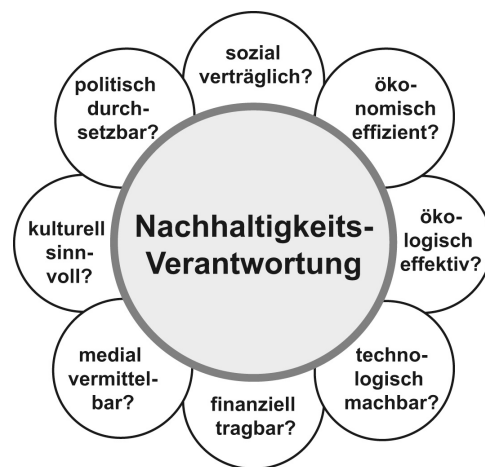 sozial
verträglich?
öko-
nomisch
effizient?
öko-
logisch
effektiv?
techno-
logisch
machbar?
finanziell
tragbar?
medial
vermittel-
bar?
kulturell
sinn-
voll?
politisch
durch-
setzbar?
Nachhaltigkeits-
Verantwortung